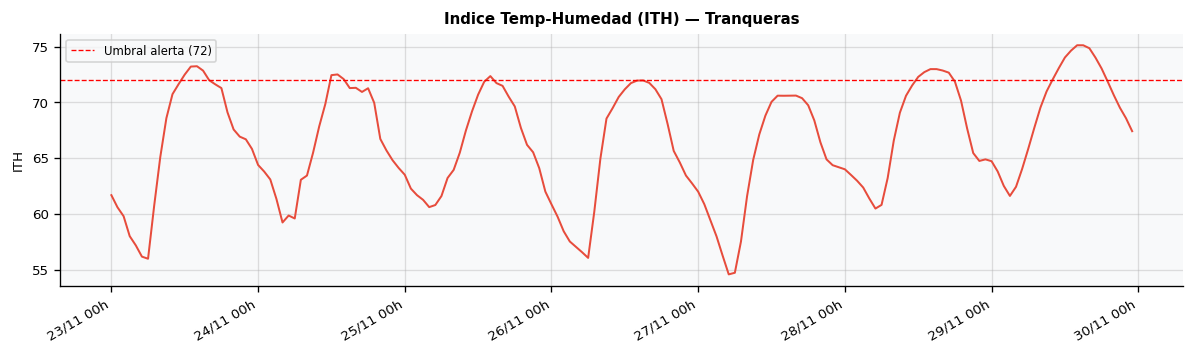 Indice Temp-Humedad (ITH) — Tranqueras
Umbral alerta (72)
75
70
65
60
55
ITH
23/11 00h
24/11 00h
25/11 00h
26/11 00h
27/11 00h
28/11 00h
29/11 00h
30/11 00h